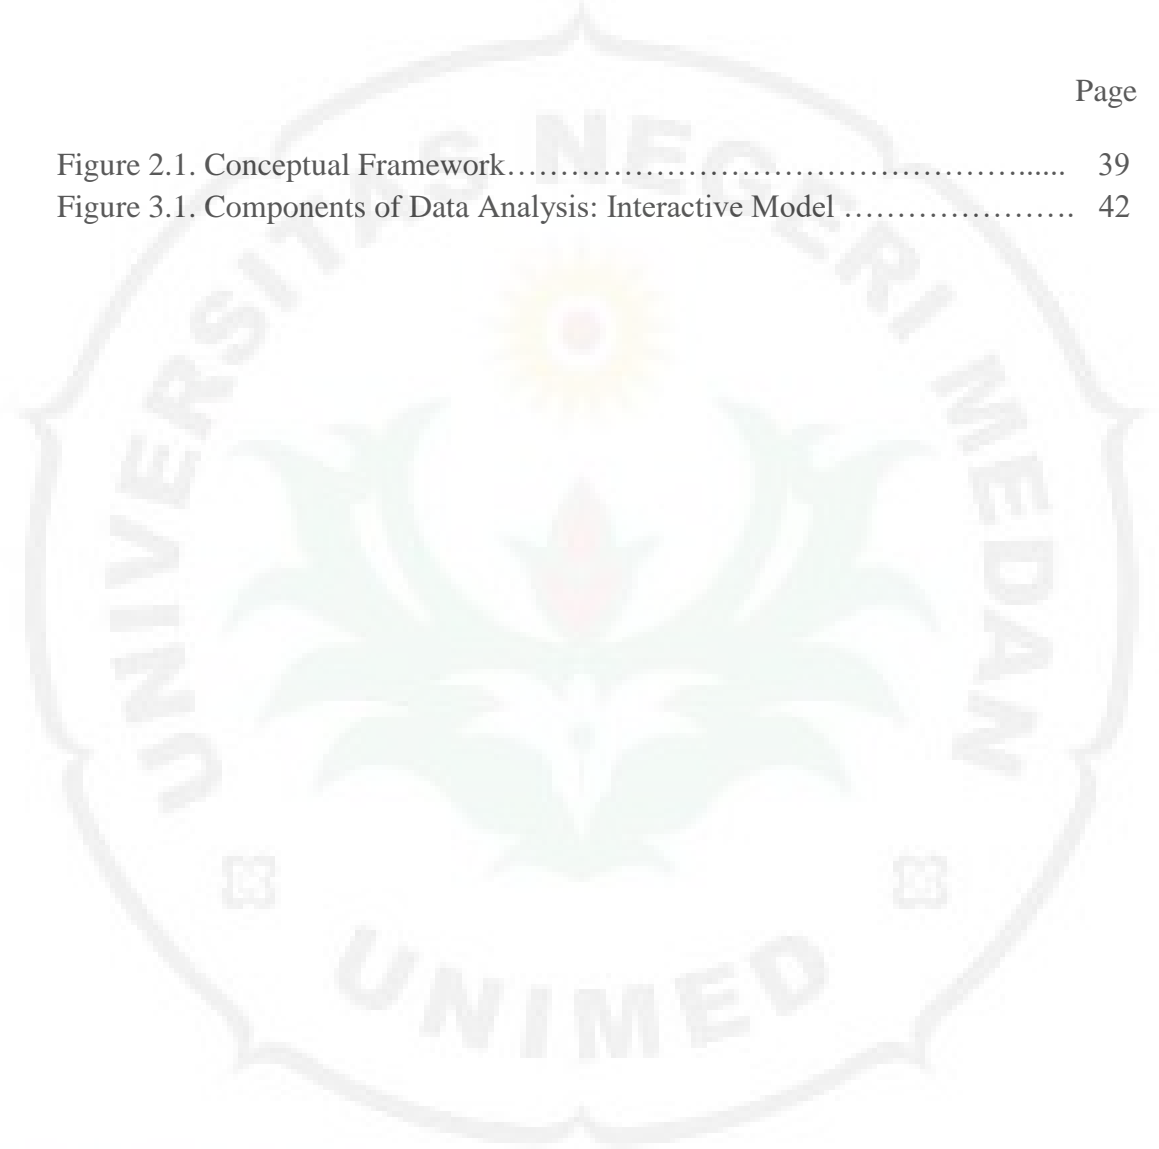 Page
Figure 2.1. Conceptual Framework…………………………………………...... 39
Figure 3.1. Components of Data Analysis: Interactive Model …………………. 42
UNIVERSITAS NEGERI MEDAN
UNIMED